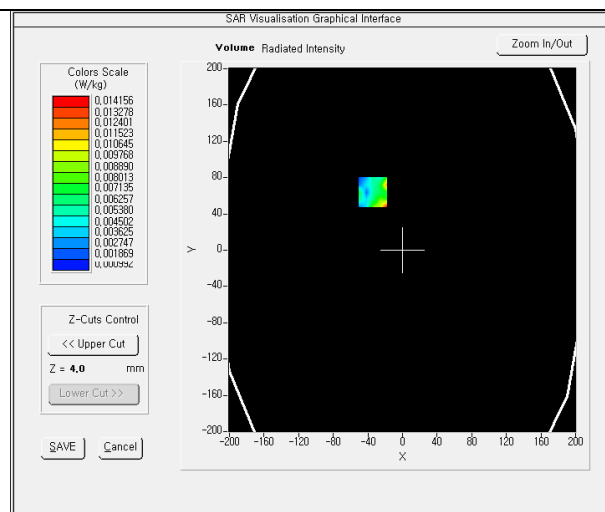 SAR Visualisation Graphical Interface
Volume Radiated Intensity
Zoom In/Out
Colors Scale
(W/kg)
0,014156
0,013278
0,012401
0,011523
0,010645
0,009768
0,008890
0,008013
0,007135
0,006257
0,005380
0,004502
0,003625
0,002747
0,001869
0,000992
Z-Cuts Control
<< Upper Cut
Z = 4.0 mm
Lower Cut >>
SAVE Cancel
200-
160-
120-
80-
40-
0-
-40-
-80-
-120-
-160-
-200-
Y
-200 -160 -120 -80 -40 0 40 80 120 160 200
X